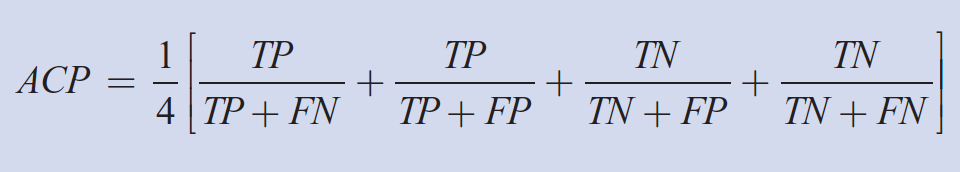 ACP = 1/4 [ TP/(TP + FN) + TP/(TP + FP) + TN/(TN + FP) + TN/(TN + FN) ]